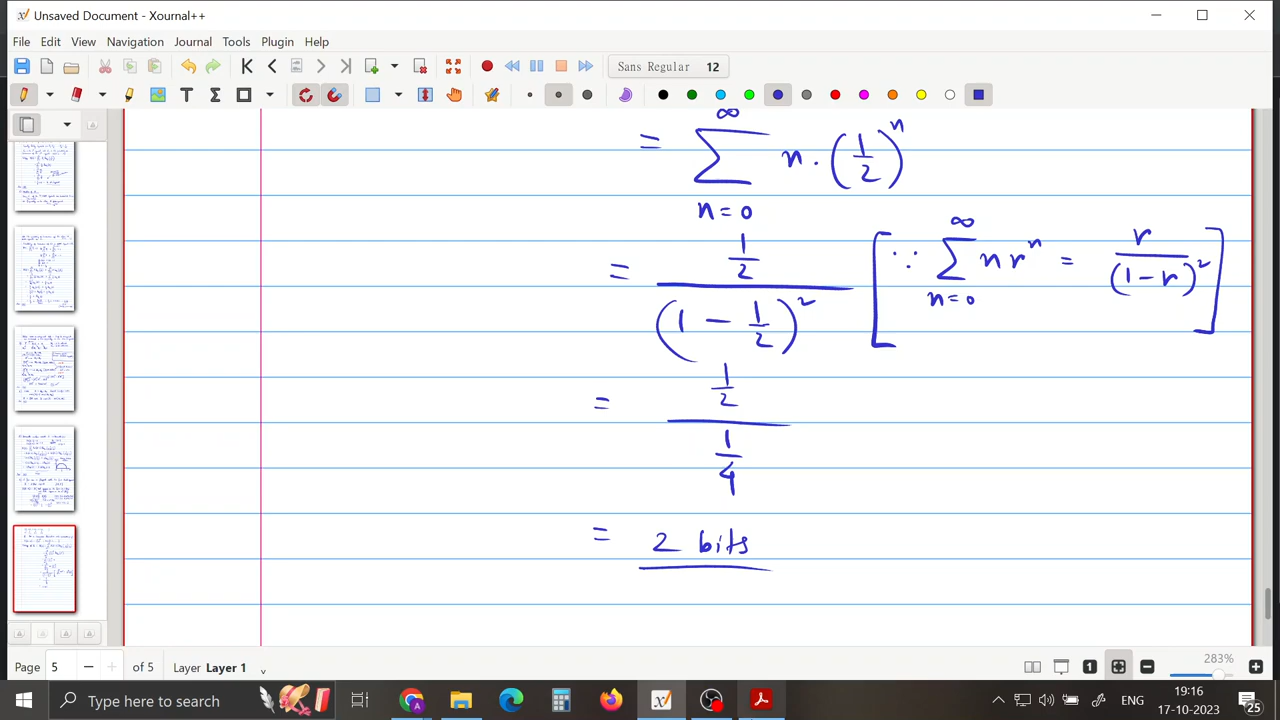 Unsaved Document - Xournal++
File Edit View Navigation Journal Tools Plugin Help
Sans Regular 12
∞
= ∑ n · (1/2)^n
n = 0
= (1/2) / (1 - 1/2)^2 [∵ ∑_{n=0}^{∞} n r^n = r / (1 - r)^2]
= (1/2) / (1/4)
= 2 bits
Page 5 of 5 Layer Layer 1
283%
Type here to search
ENG
19:16
17-10-2023
25